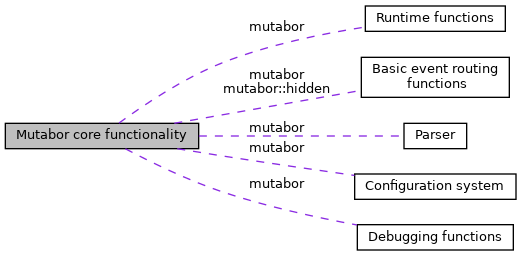 mutabor
Runtime functions
mutabor
mutabor::hidden
Basic event routing
functions
Mutabor core functionality
mutabor
Parser
mutabor
Configuration system
mutabor
Debugging functions